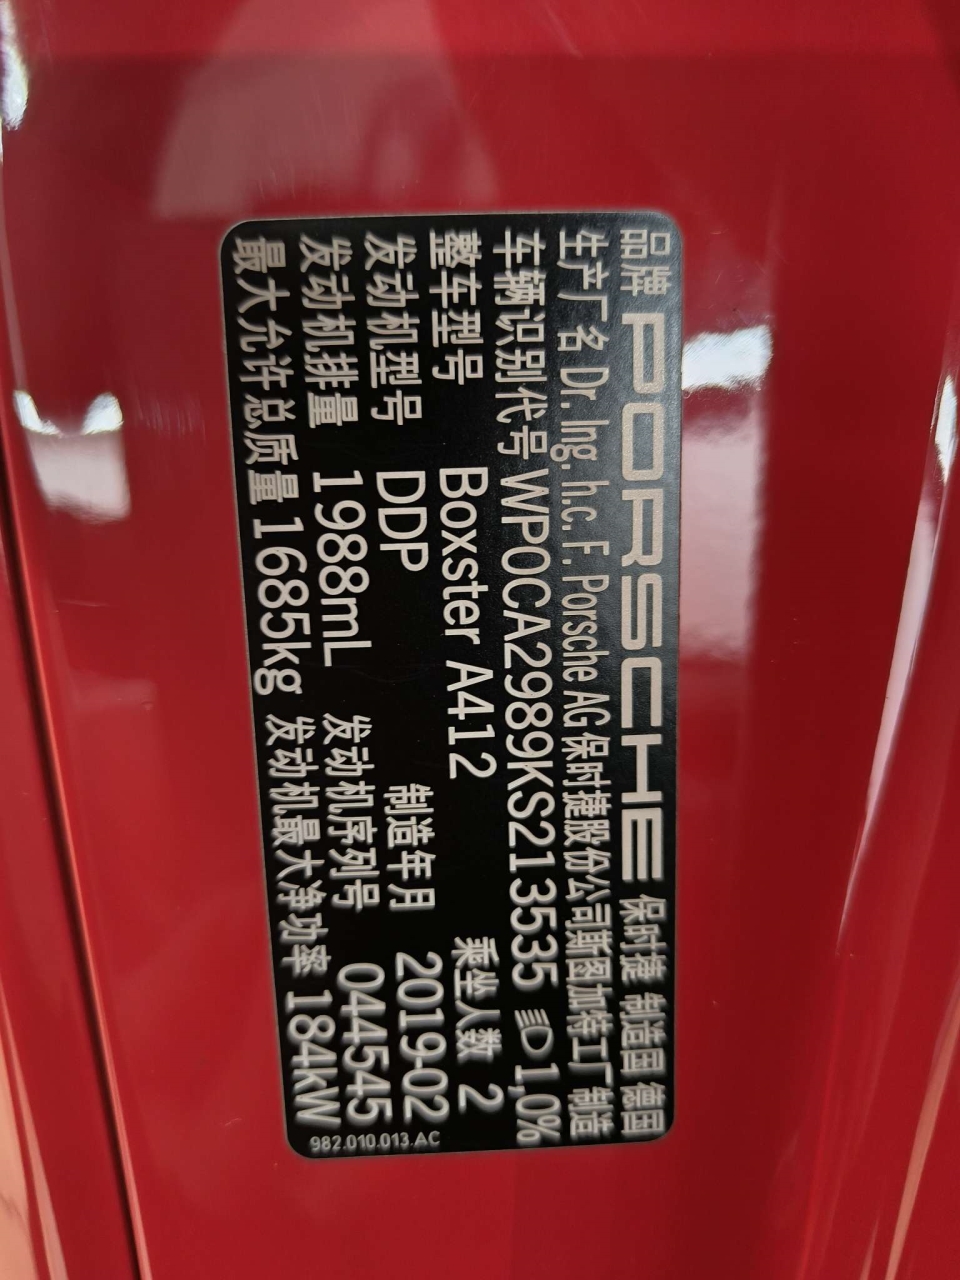 品牌 PORSCHE 保时捷 制造国 德国
生产厂名 Dr. Ing. h.c. F. Porsche AG 保时捷股份公司斯图加特工厂 制造
车辆识别代号 WP0CA2989KS213535 1,0%
整车型号 Boxster A412 乘坐人数 2
发动机型号 DDP 制造年月 2019-02
发动机排量 1988mL 发动机序列号 044545
最大允许总质量 1685kg 发动机最大净功率 184kW
982.010.013.AC